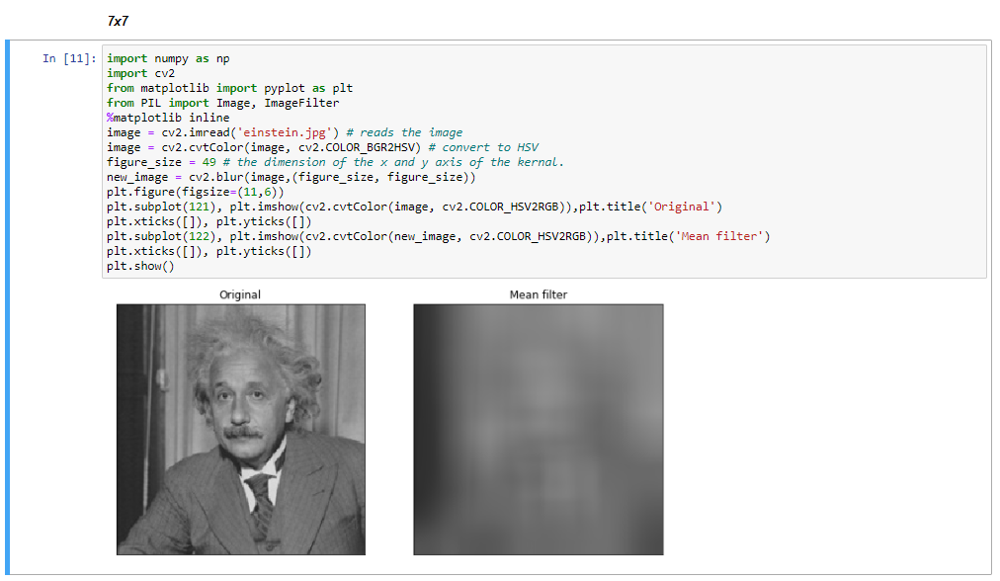 7x7
In [11]: import numpy as np
import cv2
from matplotlib import pyplot as plt
from PIL import Image, ImageFilter
%matplotlib inline
image = cv2.imread('einstein.jpg') # reads the image
image = cv2.cvtColor(image, cv2.COLOR_BGR2HSV) # convert to HSV
figure_size = 49 # the dimension of the x and y axis of the kernal.
new_image = cv2.blur(image,(figure_size, figure_size))
plt.figure(figsize=(11,6))
plt.subplot(121), plt.imshow(cv2.cvtColor(image, cv2.COLOR_HSV2RGB)),plt.title('Original')
plt.xticks([]), plt.yticks([])
plt.subplot(122), plt.imshow(cv2.cvtColor(new_image, cv2.COLOR_HSV2RGB)),plt.title('Mean filter')
plt.xticks([]), plt.yticks([])
plt.show()
Original Mean filter